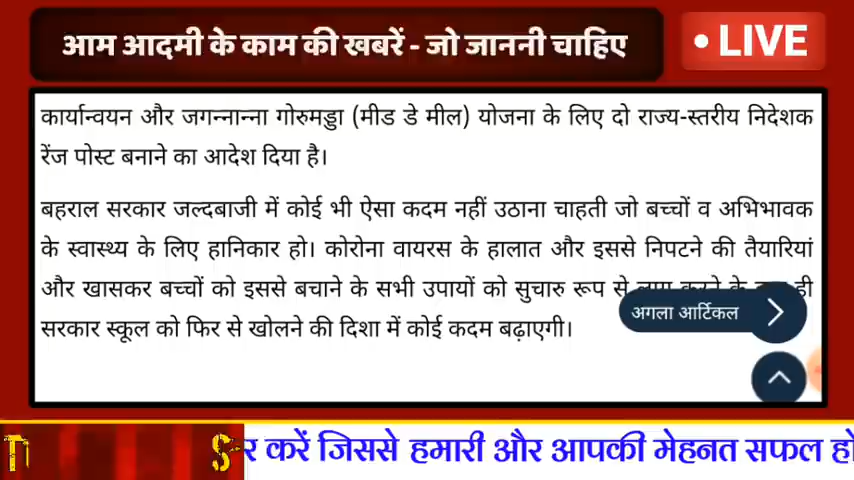 आम आदमी के काम की खबरें - जो जाननी चाहिए
• LIVE
कार्यान्वयन और जगन्नान्ना गोरुमड्डा (मीड डे मील) योजना के लिए दो राज्य-स्तरीय निदेशक
रेंज पोस्ट बनाने का आदेश दिया है।
बहराल सरकार जल्दबाजी में कोई भी ऐसा कदम नहीं उठाना चाहती जो बच्चों व अभिभावक
के स्वास्थ्य के लिए हानिकार हो। कोरोना वायरस के हालात और इससे निपटने की तैयारियां
और खासकर बच्चों को इससे बचाने के सभी उपायों को सुचारु रूप से ही
अगला आर्टिकल
सरकार स्कूल को फिर से खोलने की दिशा में कोई कदम बढ़ाएगी।
र करें जिससे हमारी और आपकी मेहनत सफल हो